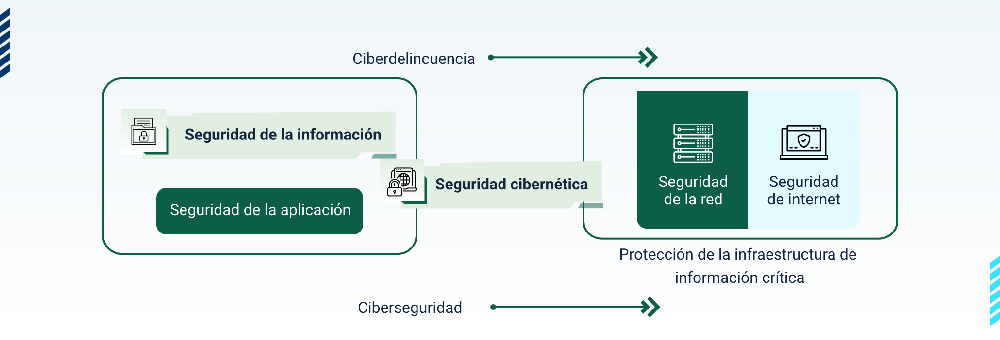 Ciberdelincuencia
Seguridad de la información
Seguridad cibernética
Seguridad de la aplicación
Seguridad
de la red
Seguridad
de internet
Protección de la infraestructura de
información crítica
Ciberseguridad